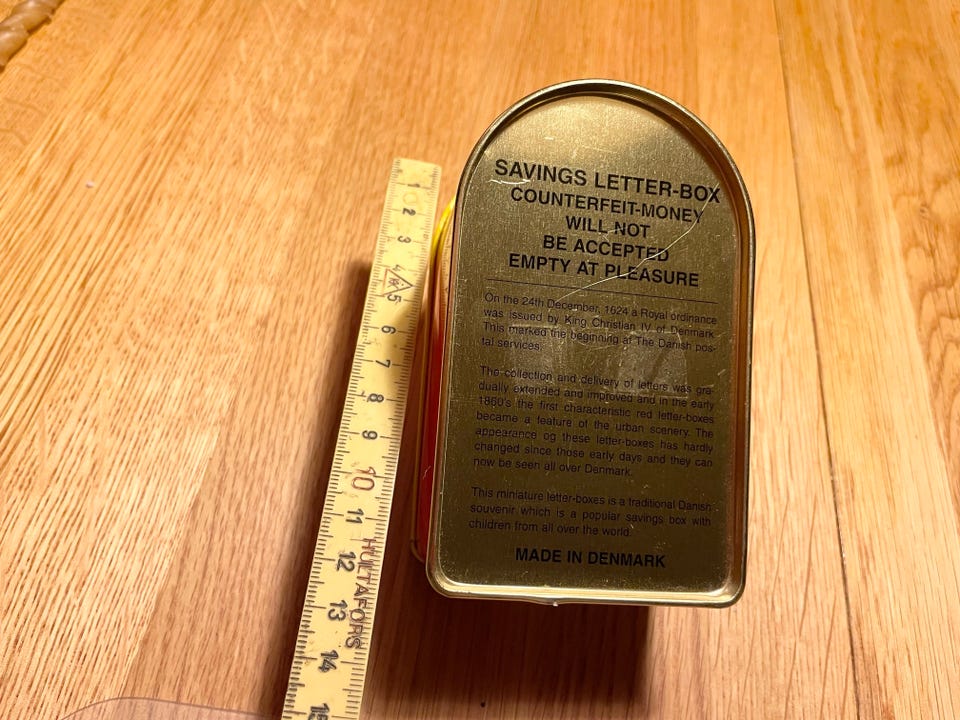 1
2
3
4
5
6
7
8
9
10
11
12
13
14
15
HULTAFORS
SAVINGS LETTER-BOX
COUNTERFEIT-MONEY
WILL NOT
BE ACCEPTED
EMPTY AT PLEASURE
On the 24th December, 1624 a Royal ordinance
was issued by King Christian IV of Denmark.
This marked the beginning of The Danish pos-
tal services.
The collection and delivery of letters was gra-
dually extended and improved and in the early
1860's the first characteristic red letter-boxes
became a feature of the urban scenery. The
appearance og these letter-boxes has hardly
changed since those early days and they can
now be seen all over Denmark.
This miniature letter-boxes is a traditional Danish
souvenir which is a popular savings box with
children from all over the world.
MADE IN DENMARK